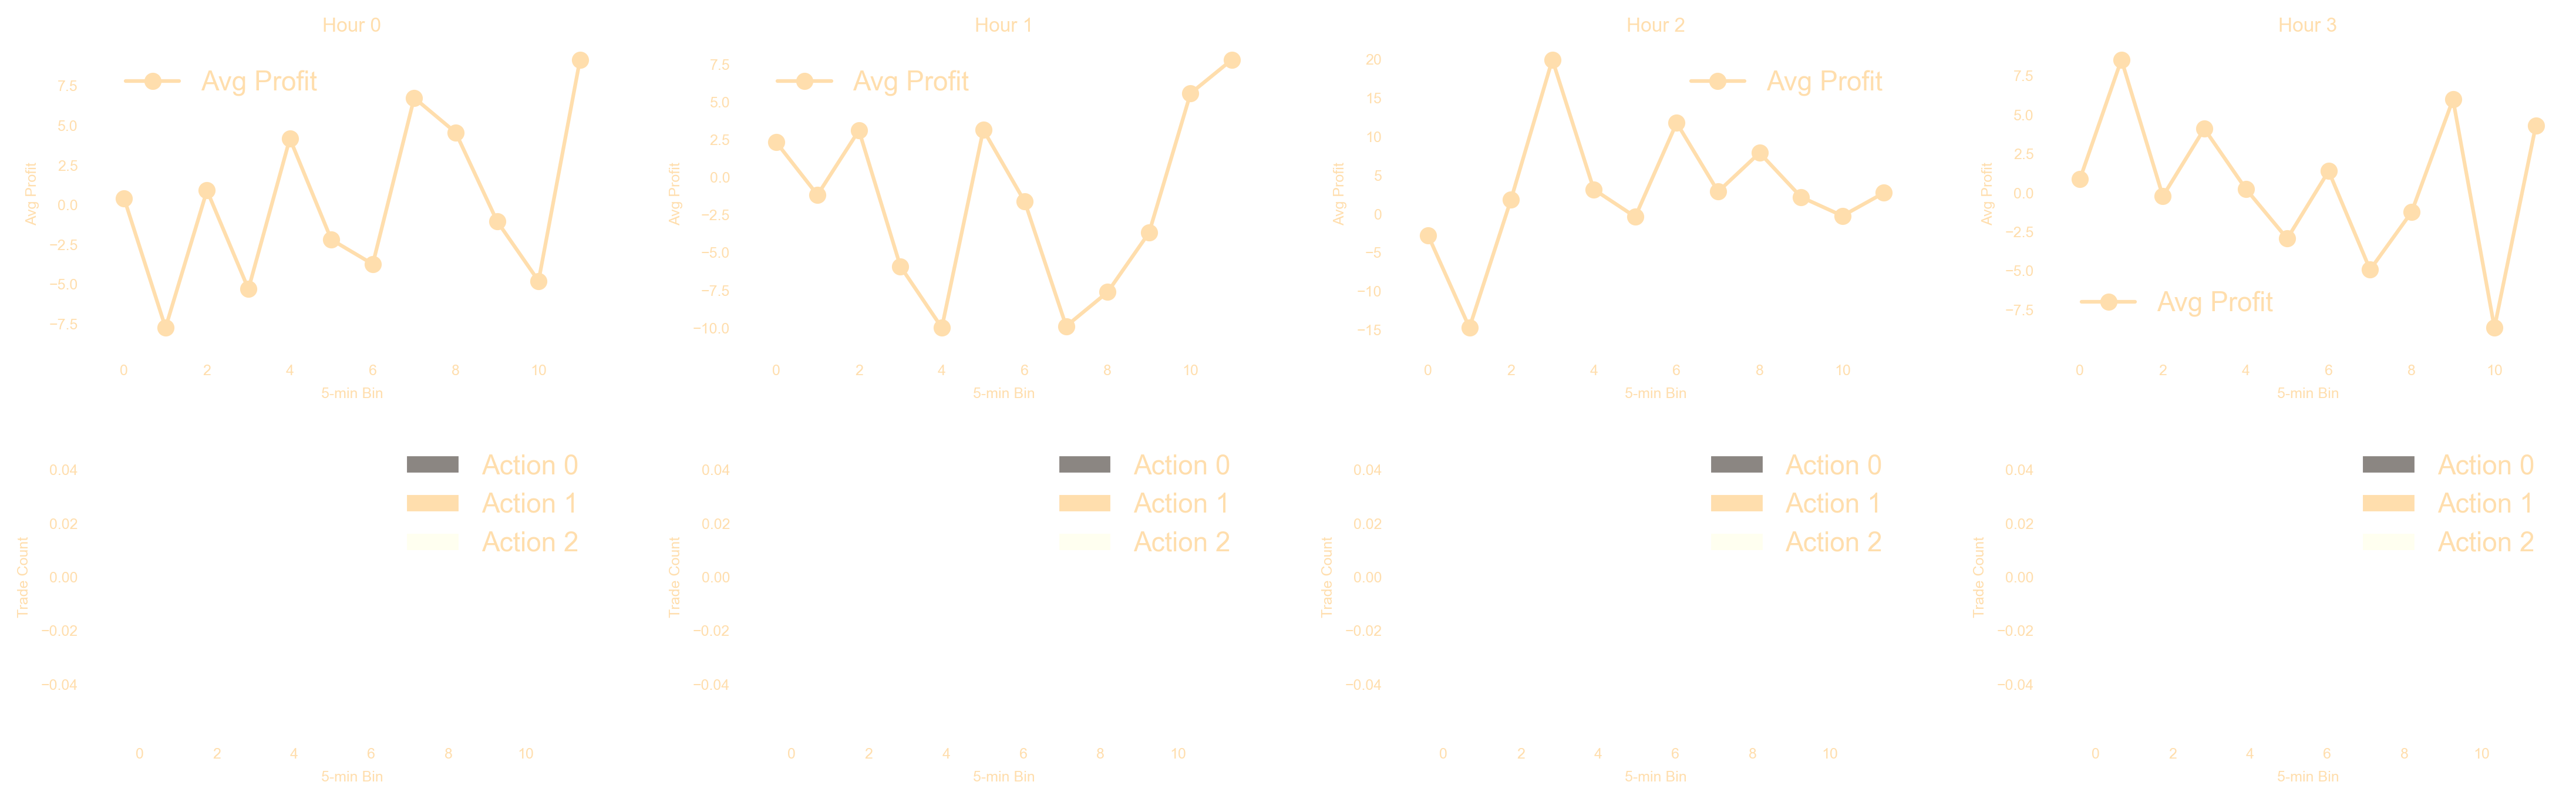 Hour 0
Avg Profit
Avg Profit
7.5
5.0
2.5
0.0
−2.5
−5.0
−7.5
0 2 4 6 8 10
5-min Bin
Hour 1
Avg Profit
Avg Profit
7.5
5.0
2.5
0.0
−2.5
−5.0
−7.5
−10.0
0 2 4 6 8 10
5-min Bin
Hour 2
Avg Profit
Avg Profit
20
15
10
5
0
−5
−10
−15
0 2 4 6 8 10
5-min Bin
Hour 3
Avg Profit
Avg Profit
7.5
5.0
2.5
0.0
−2.5
−5.0
−7.5
0 2 4 6 8 10
5-min Bin
Trade Count
0.04
0.02
0.00
−0.02
−0.04
Action 0
Action 1
Action 2
0 2 4 6 8 10
5-min Bin
Trade Count
0.04
0.02
0.00
−0.02
−0.04
Action 0
Action 1
Action 2
0 2 4 6 8 10
5-min Bin
Trade Count
0.04
0.02
0.00
−0.02
−0.04
Action 0
Action 1
Action 2
0 2 4 6 8 10
5-min Bin
Trade Count
0.04
0.02
0.00
−0.02
−0.04
Action 0
Action 1
Action 2
0 2 4 6 8 10
5-min Bin